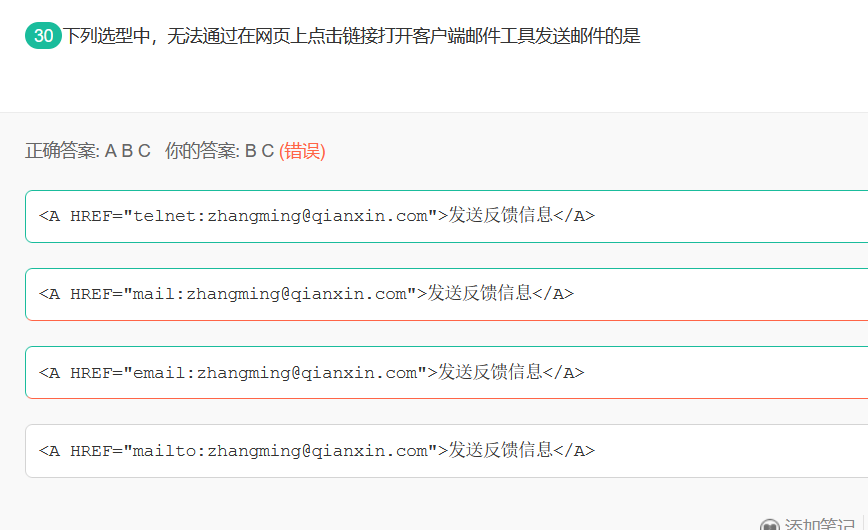 30 下列选型中，无法通过在网页上点击链接打开客户端邮件工具发送邮件的是
正确答案: A B C 你的答案: B C (错误)
<A HREF="telnet:zhangming@qianxin.com">发送反馈信息</A>
<A HREF="mail:zhangming@qianxin.com">发送反馈信息</A>
<A HREF="email:zhangming@qianxin.com">发送反馈信息</A>
<A HREF="mailto:zhangming@qianxin.com">发送反馈信息</A>
添加笔记